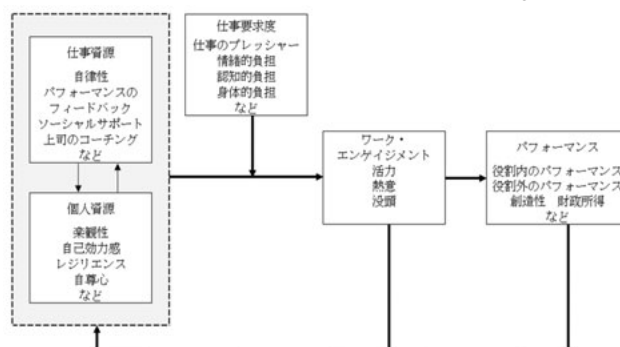 仕事資源
自律性
パフォーマンスの
フィードバック
ソーシャルサポート
上司のコーチング
など
個人資源
楽観性
自己効力感
レジリエンス
自尊心
など
仕事要求度
仕事のプレッシャー
情緒的負担
認知的負担
身体的負担
など
ワーク・
エンゲイジメント
活力
熱意
没頭
パフォーマンス
役割内のパフォーマンス
役割外のパフォーマンス
創造性 財政所得
など